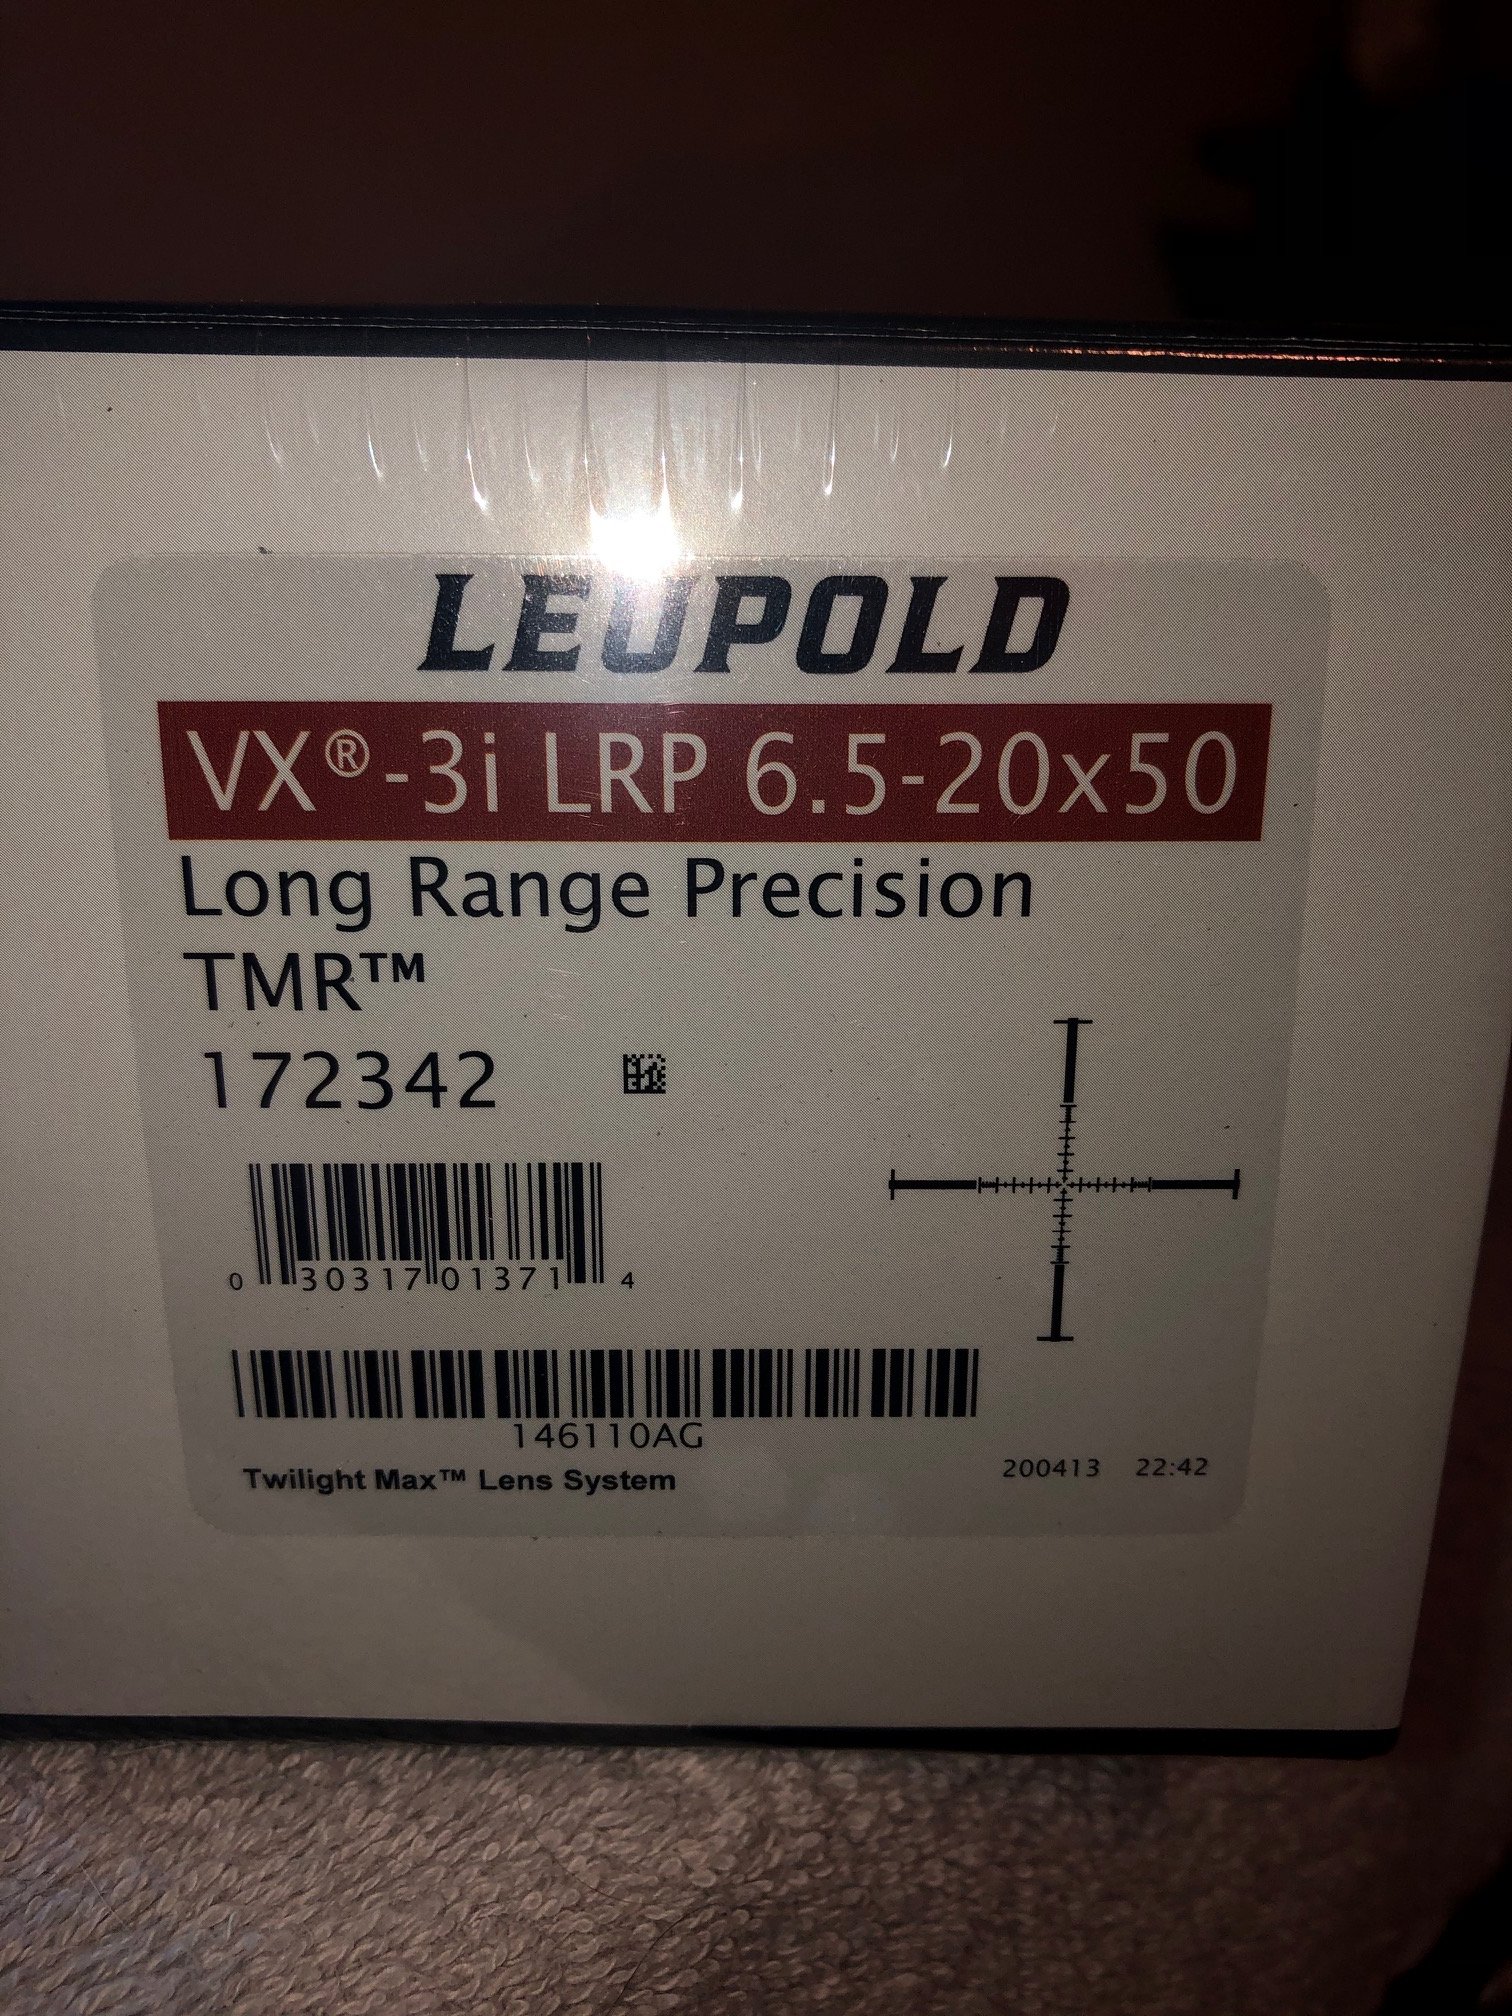 LEUPOLD
VX®-3i LRP 6.5-20x50
Long Range Precision
TMR™
172342
0 30317 01371 4
146110AG
Twilight Max™ Lens System 200413 22:42